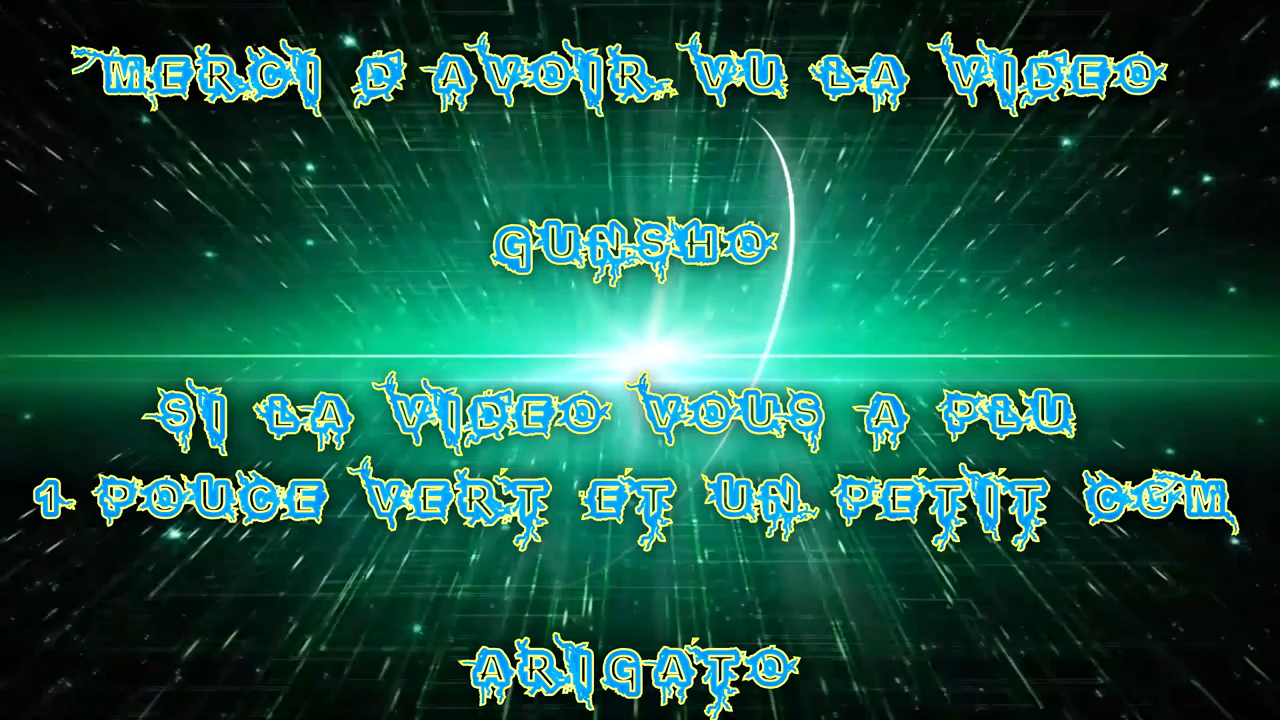 MERCI D AVOIR VU LA VIDEO
GUNSHO
SI LA VIDEO VOUS A PLU
1 POUCE VERT ET UN PETIT COM
ARIGATO